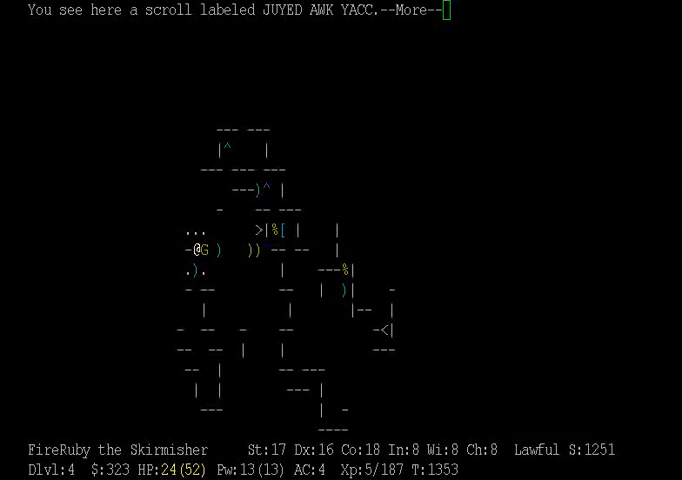 You see here a scroll labeled JUYED AWK YACC.--More--
FireRuby the Skirmisher St:17 Dx:16 Co:18 In:8 Wi:8 Ch:8 Lawful S:1251
Dlvl:4 $:323 HP:24(52) Pw:13(13) AC:4 Xp:5/187 T:1353